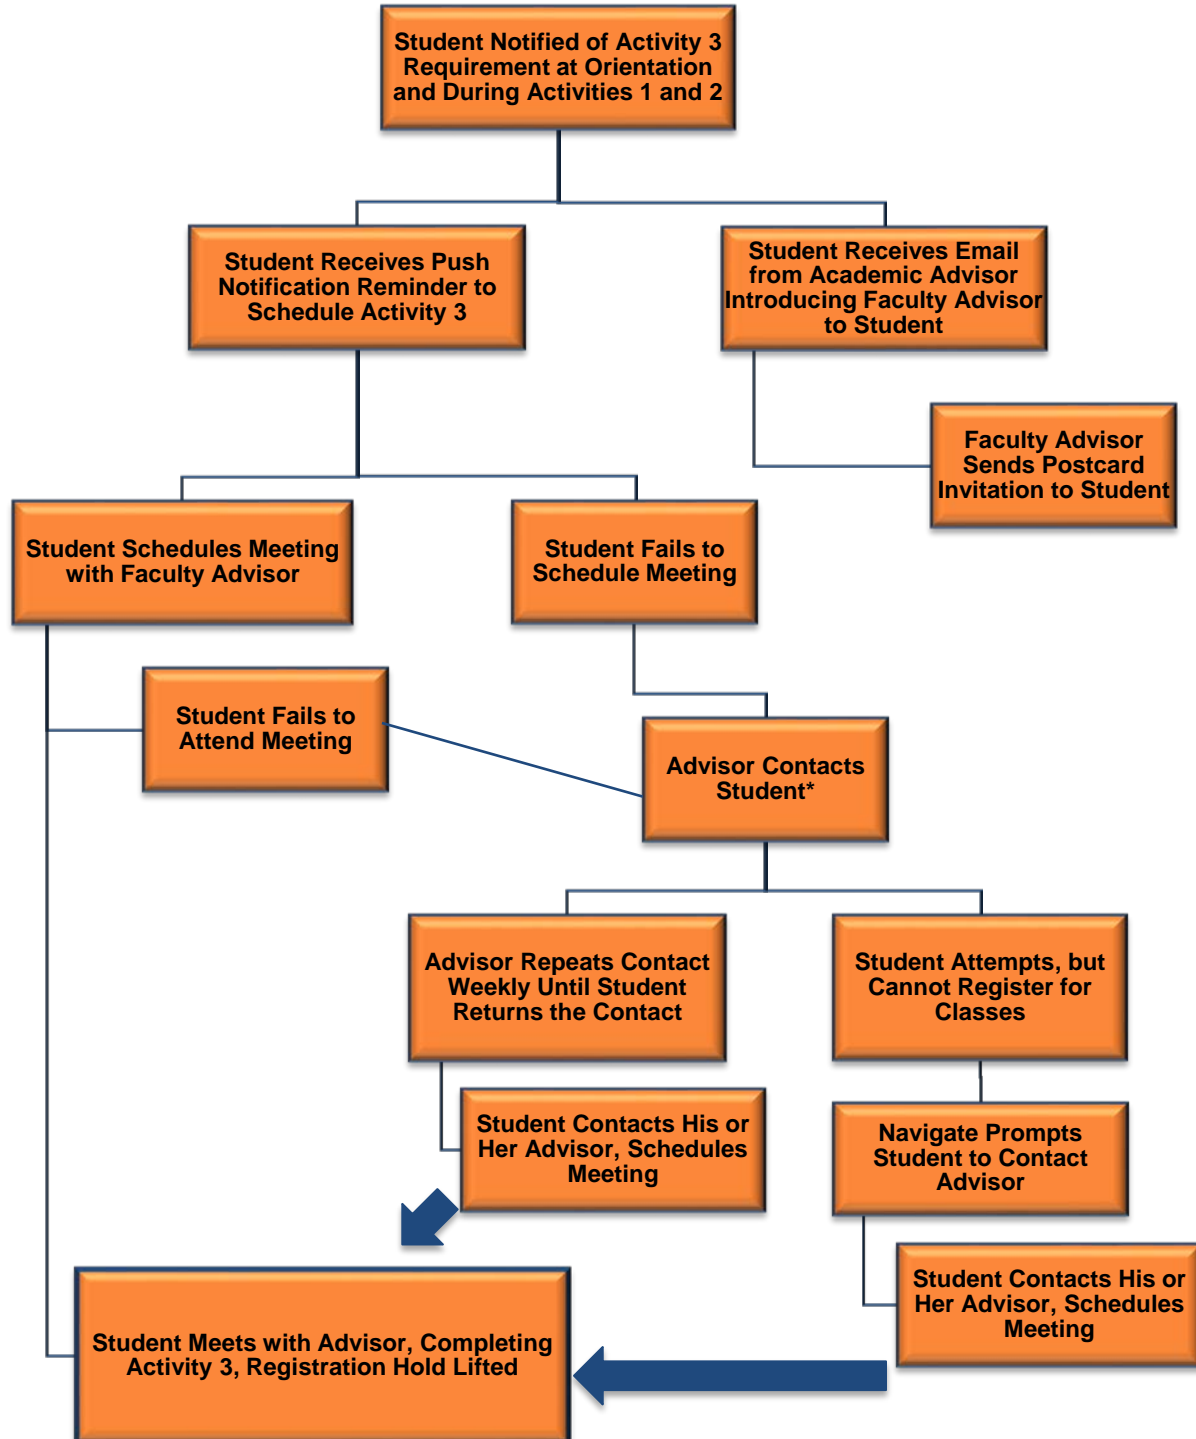 Student Notified of Activity 3
Requirement at Orientation
and During Activities 1 and 2
Student Receives Push
Notification Reminder to
Schedule Activity 3
Student Receives Email
from Academic Advisor
Introducing Faculty Advisor
to Student
Faculty Advisor
Sends Postcard
Invitation to Student
Student Schedules Meeting
with Faculty Advisor
Student Fails to
Schedule Meeting
Student Fails to
Attend Meeting
Advisor Contacts
Student*
Advisor Repeats Contact
Weekly Until Student
Returns the Contact
Student Attempts, but
Cannot Register for
Classes
Student Contacts His or
Her Advisor, Schedules
Meeting
Navigate Prompts
Student to Contact
Advisor
Student Contacts His or
Her Advisor, Schedules
Meeting
Student Meets with Advisor, Completing
Activity 3, Registration Hold Lifted